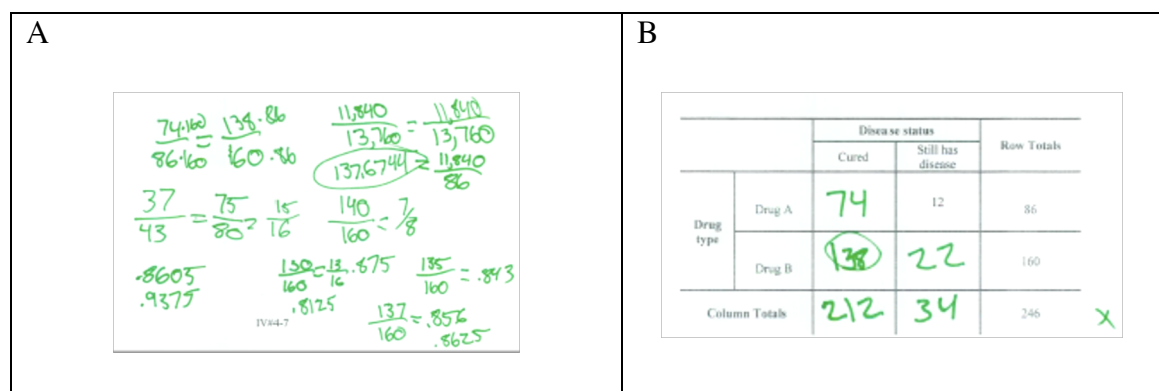 A
74·160 / 86·160 = 138·86 / 160·86
11,840 / 13,760 = 11,840 / 13,760
137.6744 = 11,840 / 86
37 / 43 = 75 / 80 = 15 / 16
140 / 160 = 7/8
.8605
.9375
130 / 160 = 13 / 16 .875
.8125
135 / 160 = .843
137 / 160 = .856
.8625
IV#4-7
B
Disease status
Cured
Still has disease
Row Totals
Drug type
Drug A 74 12 86
Drug B 138 22 160
Column Totals 212 34 246
X